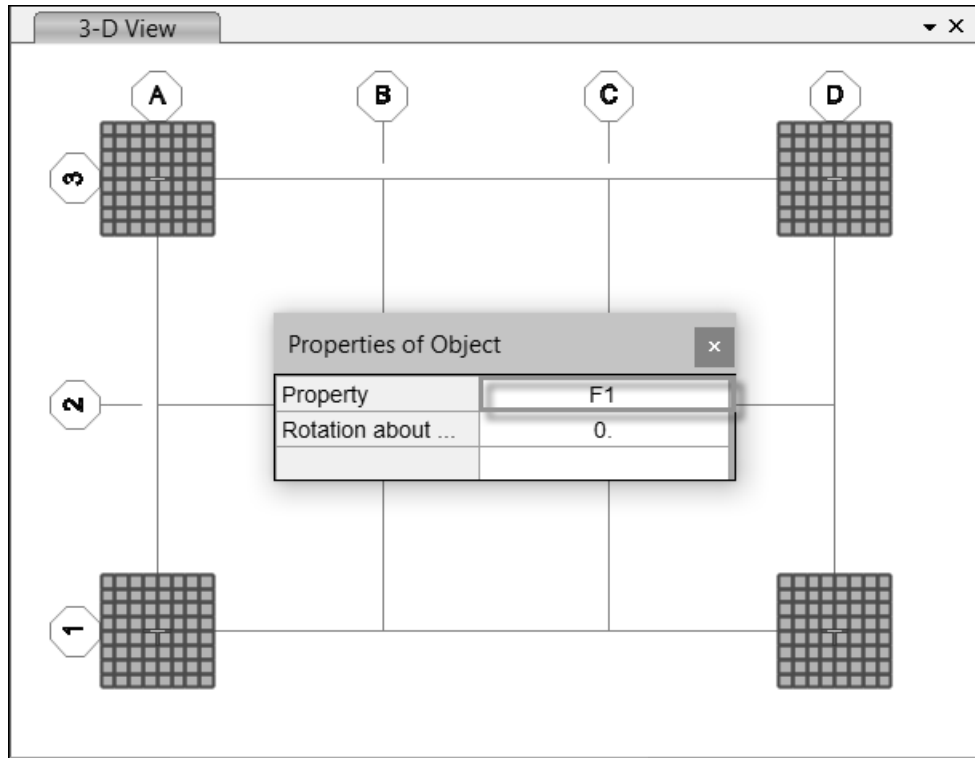 3-D View
A B C D
3
Properties of Object
Property F1
2
Rotation about ... 0.
1